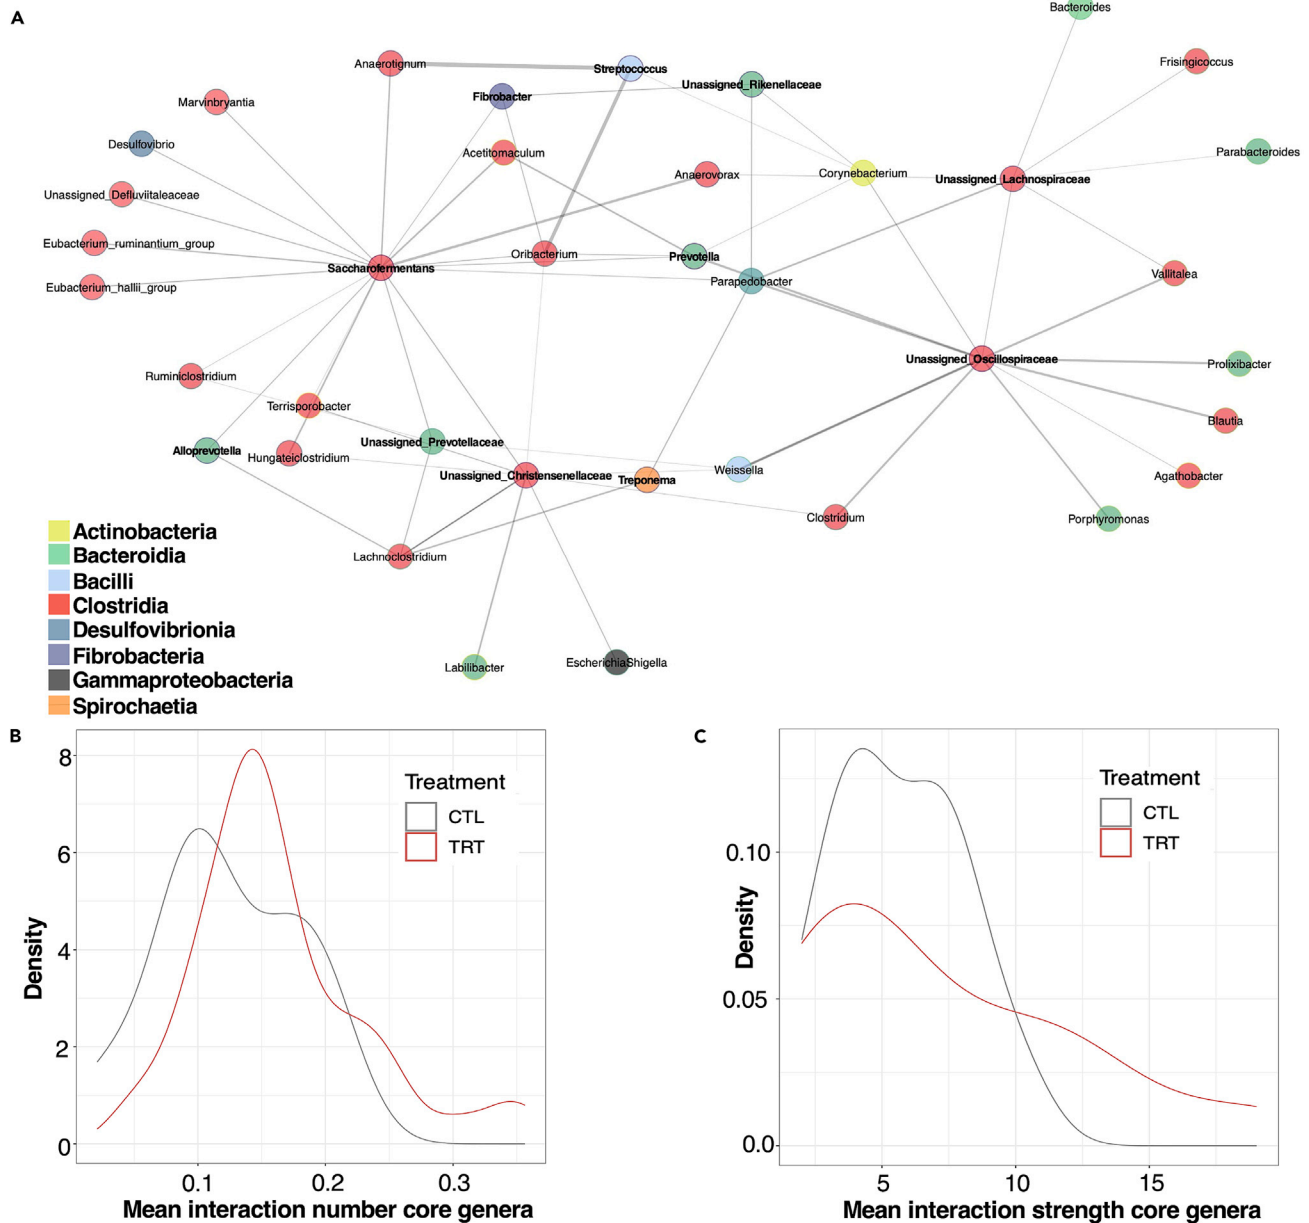 A
Bacteroides
Anaerotignum
Streptococcus
Frisingicoccus
Unassigned_Rikenellaceae
Fibrobacter
Marvinbryantia
Desulfovibrio
Acetitomaculum
Parabacteroides
Anaerovorax
Corynebacterium
Unassigned_Lachnospiraceae
Unassigned_Defluviitaleaceae
Eubacterium_ruminantium_group
Oribacterium
Prevotella
Saccharofermentans
Vallitalea
Parapedobacter
Eubacterium_hallii_group
Unassigned_Oscillospiraceae
Prolixibacter
Ruminiclostridium
Terrisporobacter
Blautia
Unassigned_Prevotellaceae
Alloprevotella
Hungateiclostridium
Weissella
Unassigned_Christensenellaceae
Treponema
Agathobacter
Clostridium
Porphyromonas
Lachnoclostridium
Labilibacter
EscherichiaShigella
Actinobacteria
Bacteroidia
Bacilli
Clostridia
Desulfovibrionia
Fibrobacteria
Gammaproteobacteria
Spirochaetia
B
Density
8
6
4
2
0
Treatment
CTL
TRT
0.1
0.2
0.3
Mean interaction number core genera
C
Density
0.10
0.05
0.0
Treatment
CTL
TRT
5
10
15
Mean interaction strength core genera